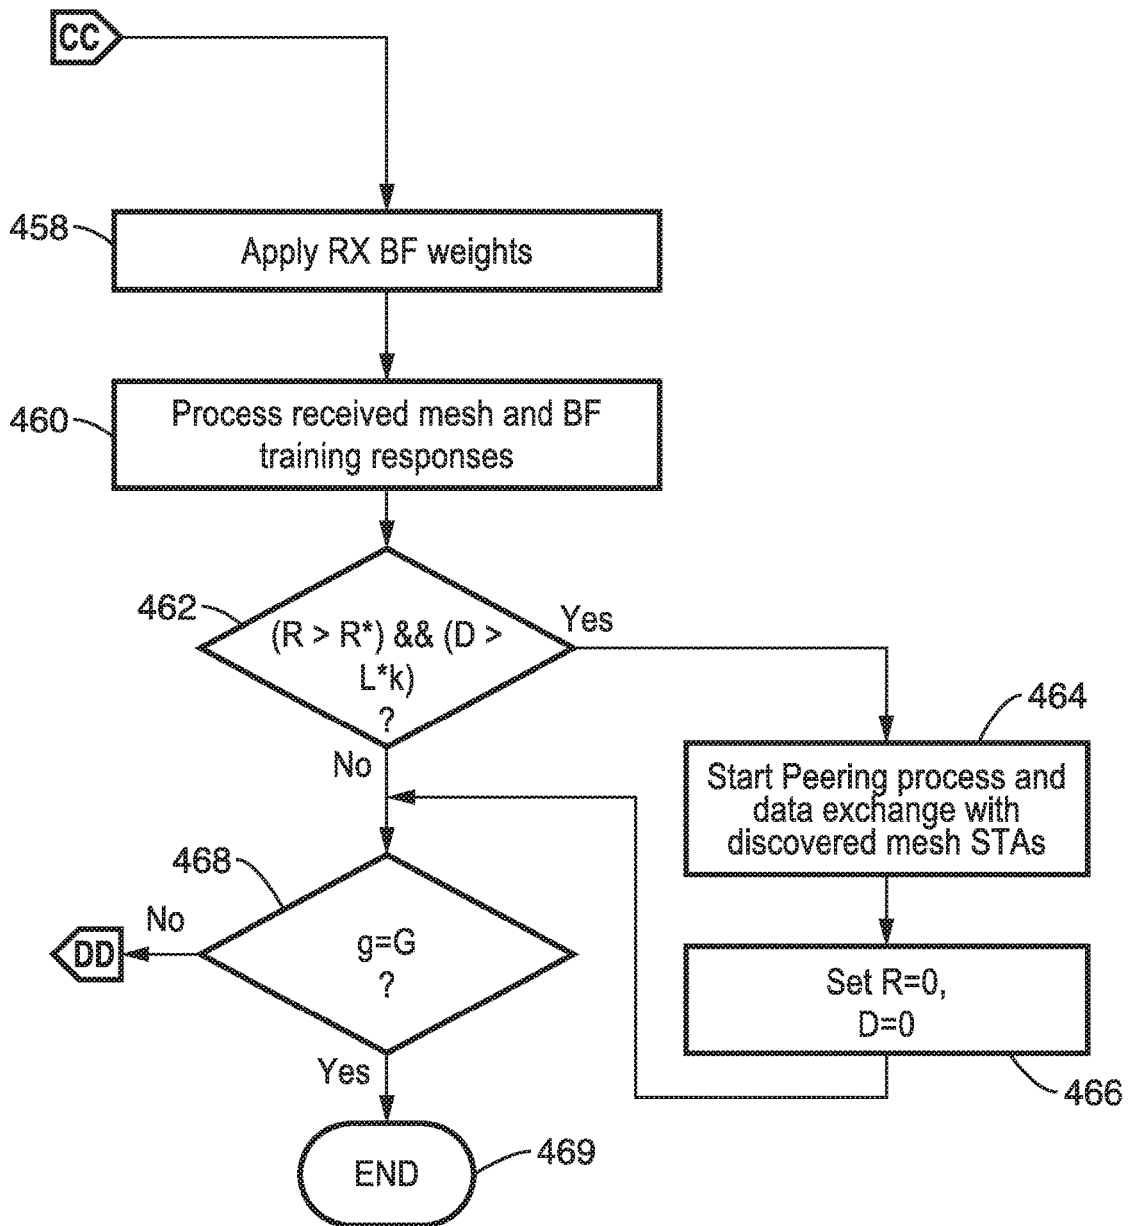 CC
458
Apply RX BF weights
460
Process received mesh and BF
training responses
462
(R > R*) && (D >
L*k)
?
Yes
No
464
Start Peering process and
data exchange with
discovered mesh STAs
468
g=G
?
No
DD
Yes
Set R=0,
D=0
466
END
469